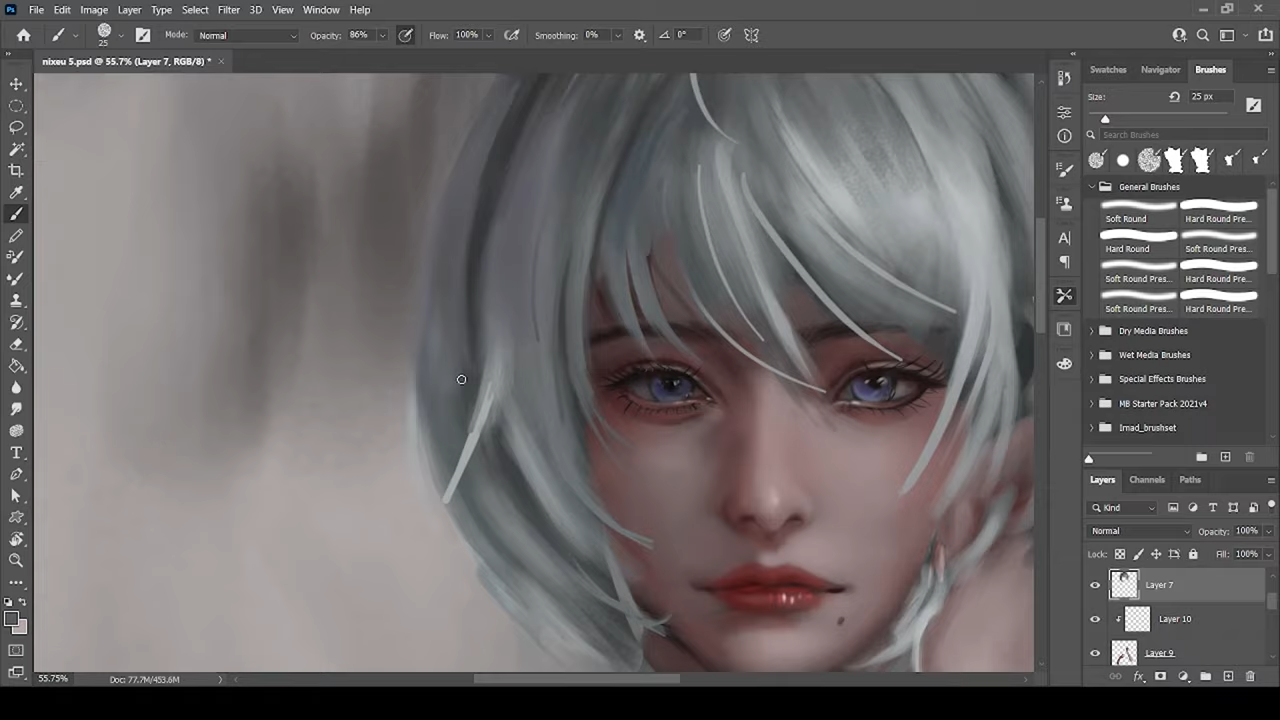 Ps File Edit Image Layer Type Select Filter 3D View Window Help
25 Mode: Normal Opacity: 86% Flow: 100% Smoothing: 0% 0°
nixeu 5.psd @ 55.7% (Layer 7, RGB/8) * ×
Swatches Navigator Brushes
Size: 25 px
Search Brushes
General Brushes
Soft Round Hard Round Pre...
Hard Round Soft Round Pres...
Soft Round Pres... Hard Round Pre...
Soft Round Pres... Hard Round Pre...
Dry Media Brushes
Wet Media Brushes
Special Effects Brushes
MB Starter Pack 2021v4
Imad_brushset
Layers Channels Paths
Kind
Normal Opacity: 100%
Lock: Fill: 100%
Layer 7
Layer 10
Layer 9
fx
55.75% Doc: 77.7M/453.6M